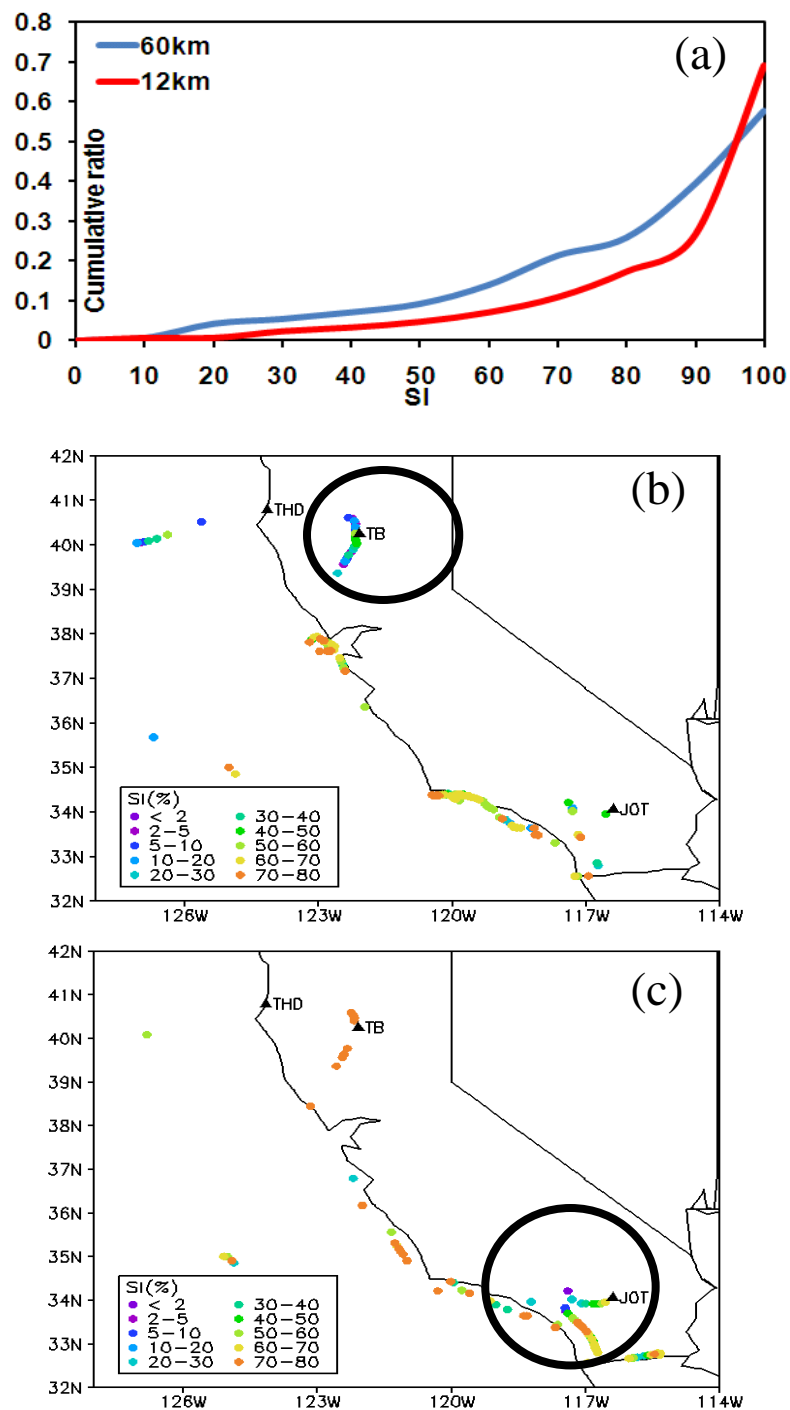 (a)
60km
12km
0.8
0.7
0.6
0.5
0.4
0.3
0.2
0.1
0
Cumulative ratio
0 10 20 30 40 50 60 70 80 90 100
SI
(b)
42N
41N
40N
39N
38N
37N
36N
35N
34N
33N
32N
THD
TB
JOT
SI(%)
< 2 30-40
2-5 40-50
5-10 50-60
10-20 60-70
20-30 70-80
126W 123W 120W 117W 114W
(c)
42N
41N
40N
39N
38N
37N
36N
35N
34N
33N
32N
THD
TB
JOT
SI(%)
< 2 30-40
2-5 40-50
5-10 50-60
10-20 60-70
20-30 70-80
126W 123W 120W 117W 114W